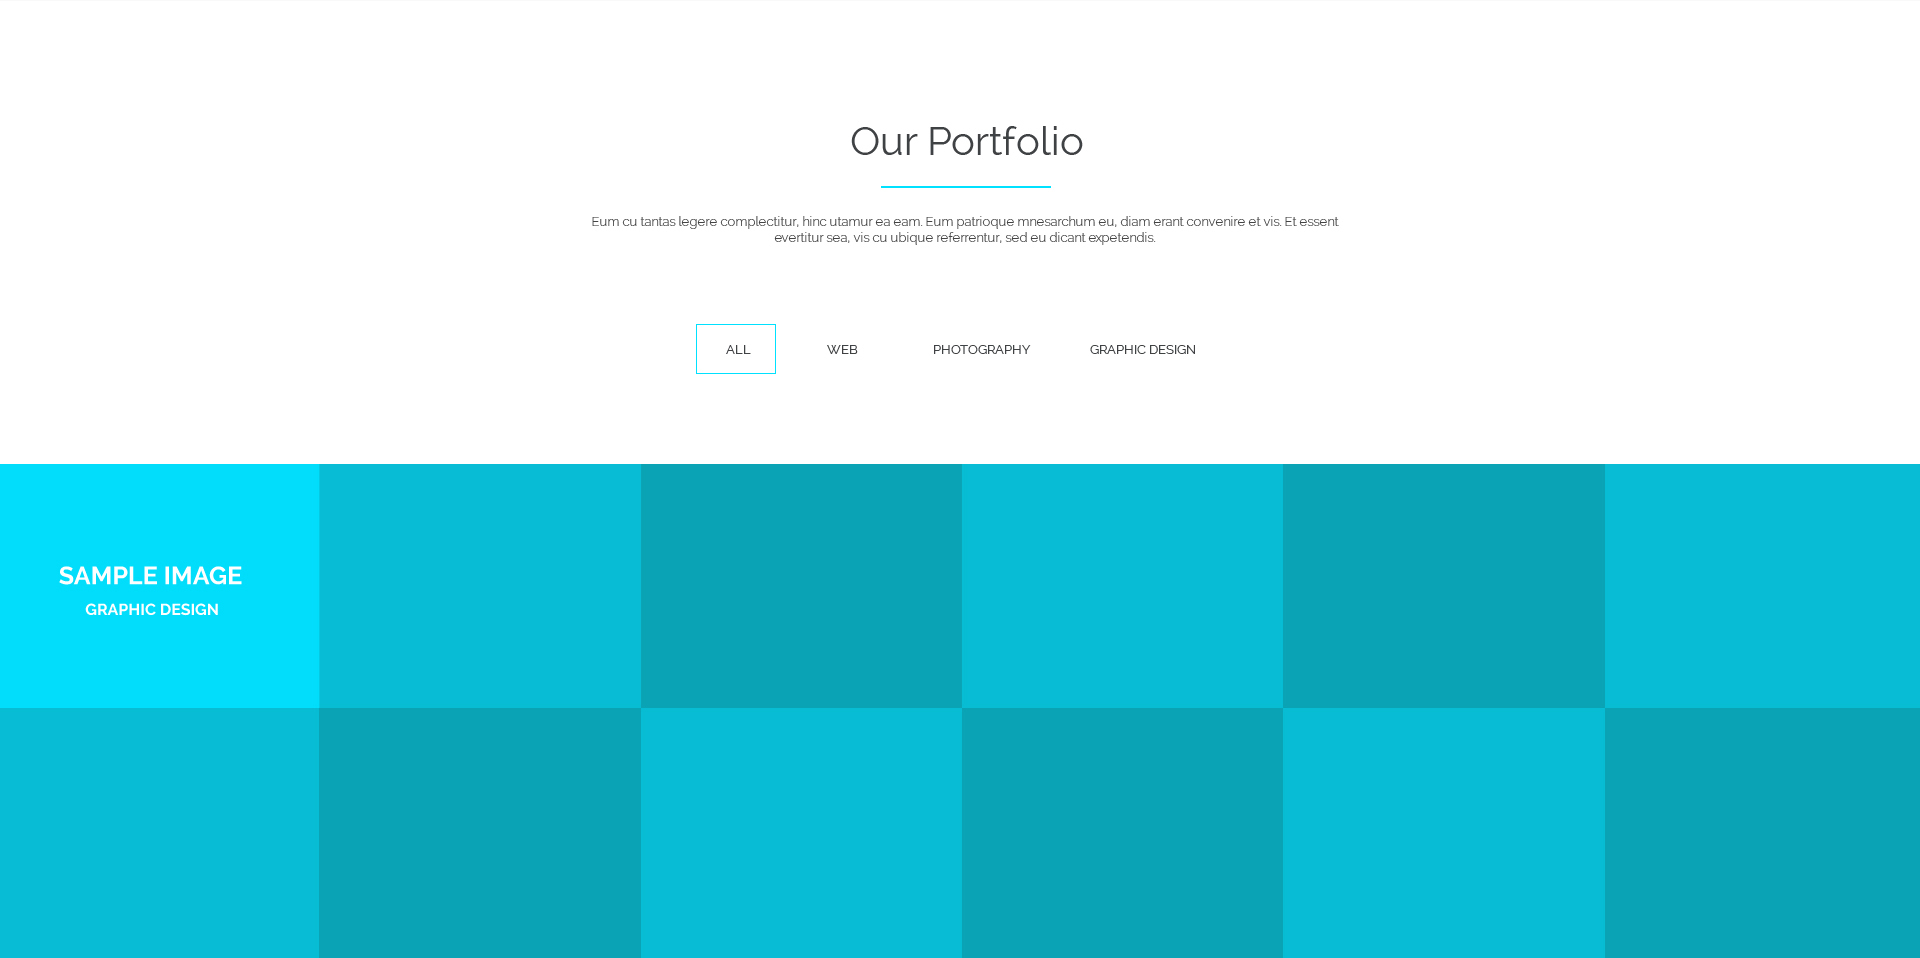 Our Portfolio
Eum cu tantas legere complectitur, hinc utamur ea eam. Eum patrioque mnesarchum eu, diam erant convenire et vis. Et essent
evertitur sea, vis cu ubique referrentur, sed eu dicant expetendis.
ALL WEB PHOTOGRAPHY GRAPHIC DESIGN
SAMPLE IMAGE
GRAPHIC DESIGN